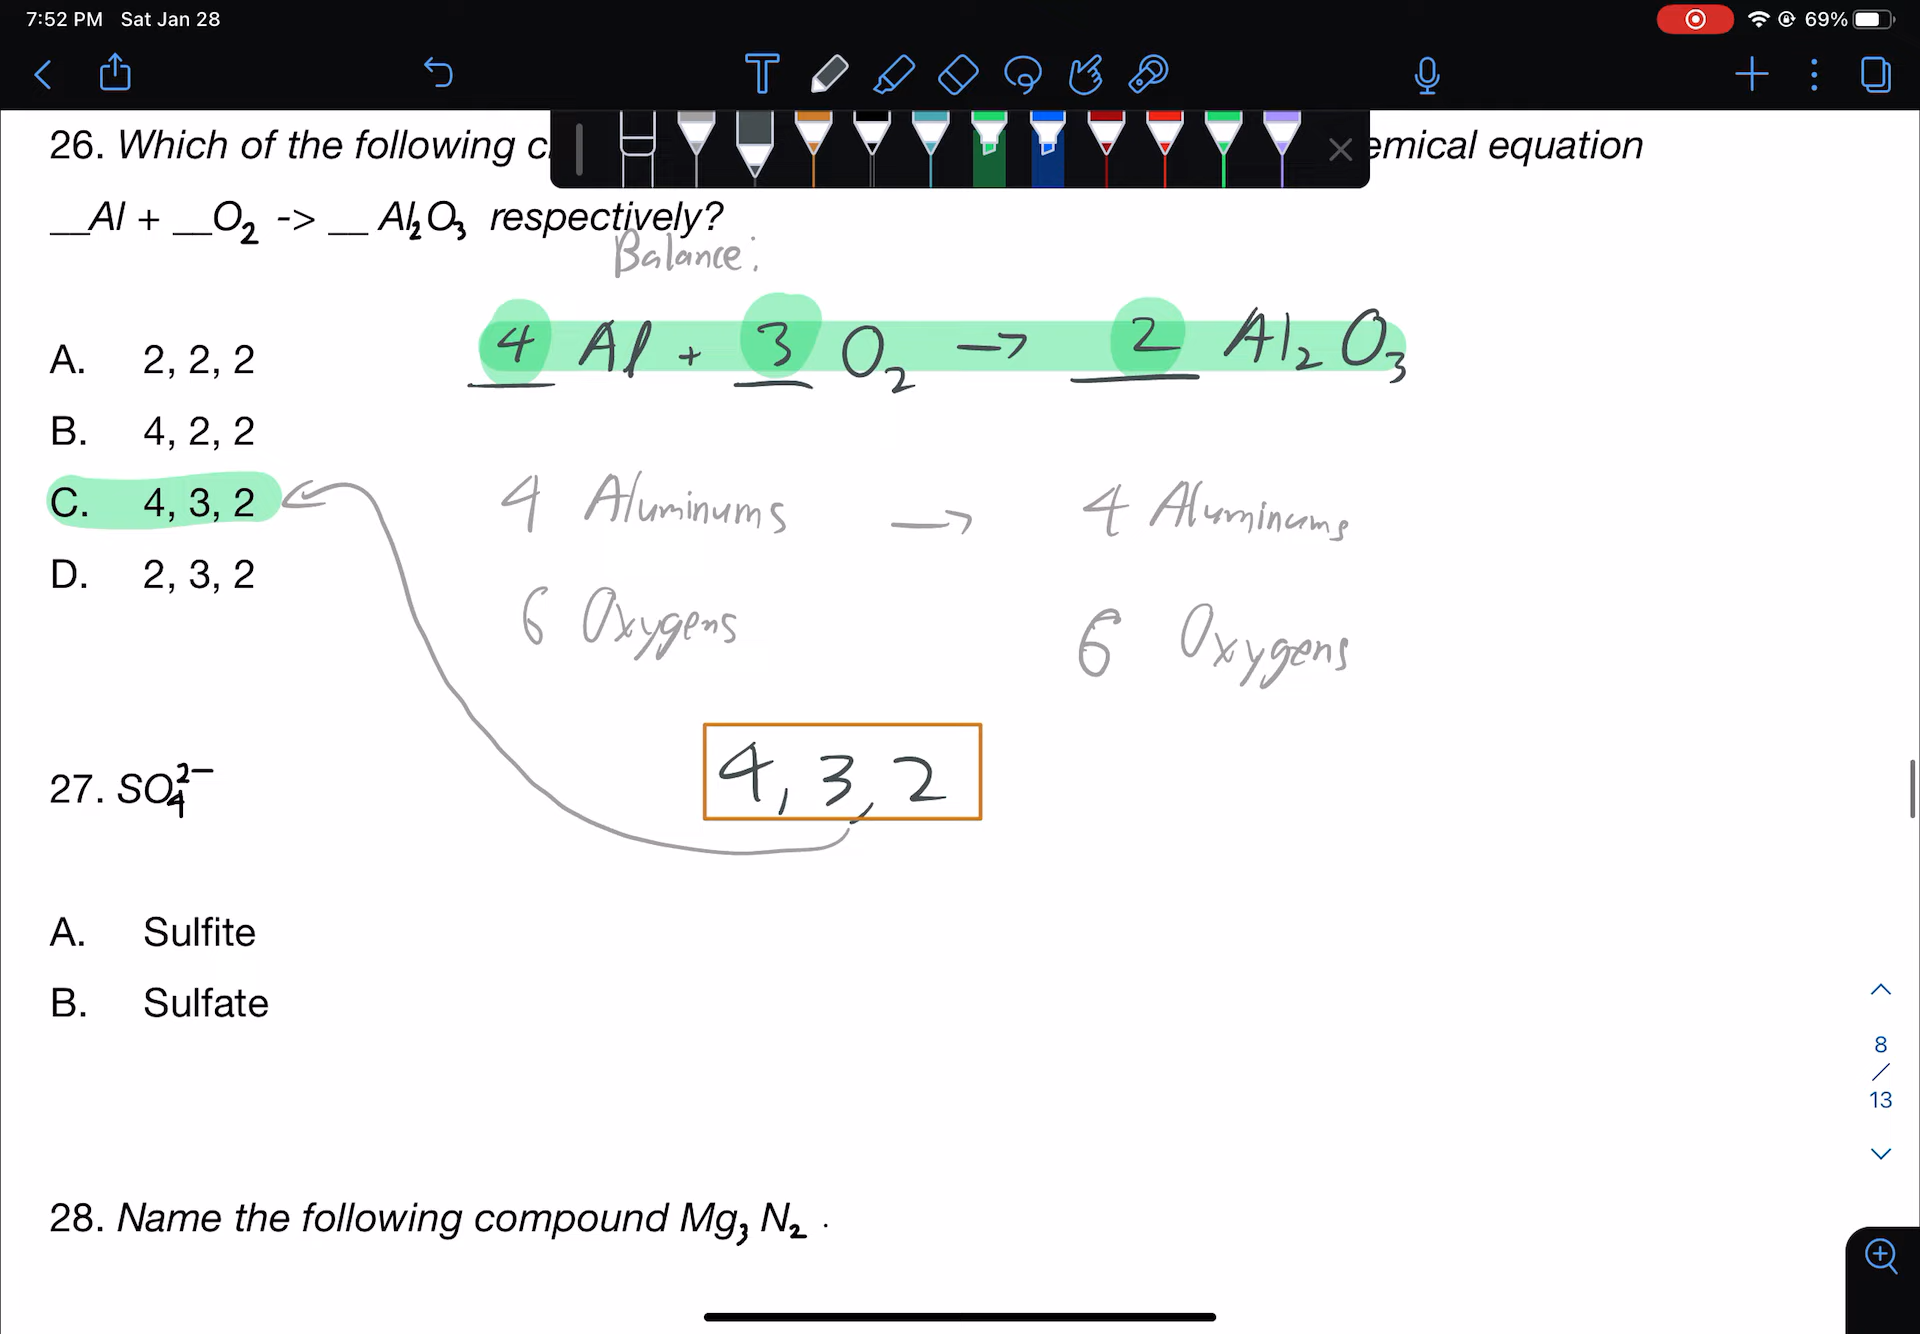 7:52 PM Sat Jan 28
69%
26. Which of the following c
emical equation
__Al + __O₂ -> __ Al₂O₃ respectively?
Balance:
4 Al + 3 O₂ → 2 Al₂O₃
A. 2, 2, 2
B. 4, 2, 2
C. 4, 3, 2
D. 2, 3, 2
4 Aluminums → 4 Aluminums
6 Oxygens 6 Oxygens
4, 3, 2
27. SO₄²⁻
A. Sulfite
B. Sulfate
8
/
13
28. Name the following compound Mg₃ N₂ .